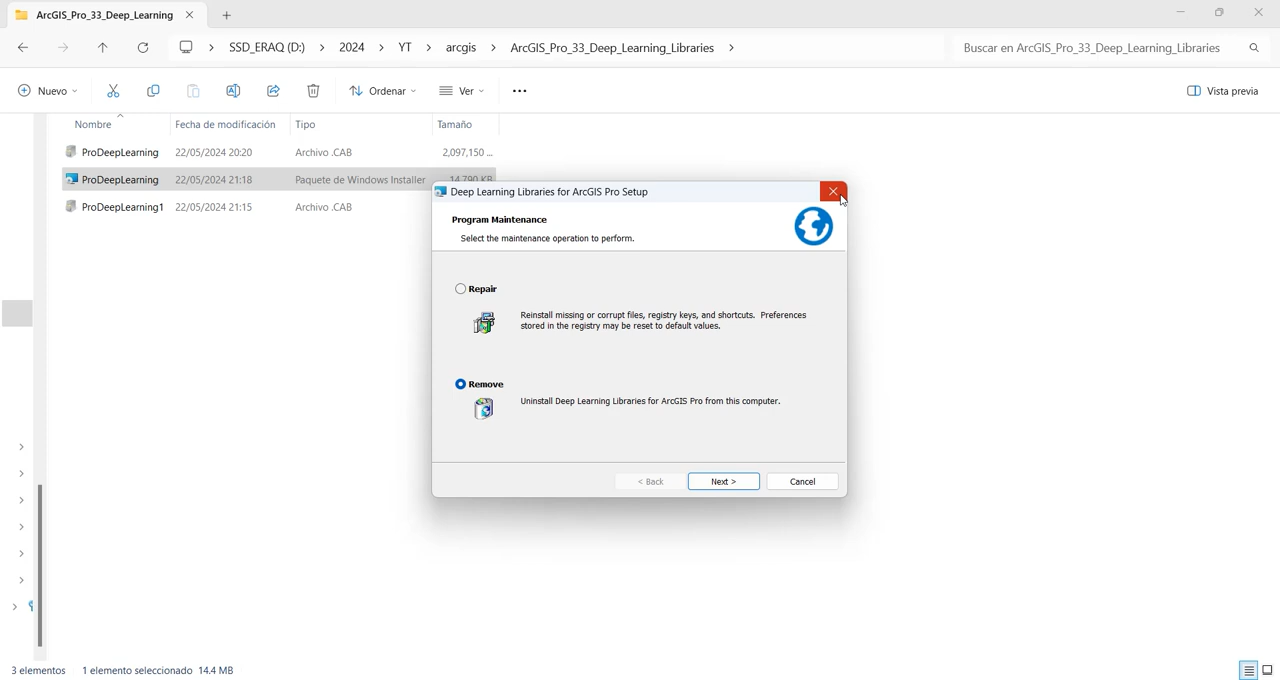 ArcGIS_Pro_33_Deep_Learning
SSD_ERAQ (D:) > 2024 > YT > arcgis > ArcGIS_Pro_33_Deep_Learning_Libraries >
Buscar en ArcGIS_Pro_33_Deep_Learning_Libraries
Nuevo
Ordenar
Ver
Vista previa
Nombre Fecha de modificación Tipo Tamaño
ProDeepLearning 22/05/2024 20:20 Archivo .CAB 2,097,150 ...
ProDeepLearning 22/05/2024 21:18 Paquete de Windows Installer 14,790 KB
ProDeepLearning1 22/05/2024 21:15 Archivo .CAB
Deep Learning Libraries for ArcGIS Pro Setup
Program Maintenance
Select the maintenance operation to perform.
Repair
Reinstall missing or corrupt files, registry keys, and shortcuts. Preferences
stored in the registry may be reset to default values.
Remove
Uninstall Deep Learning Libraries for ArcGIS Pro from this computer.
< Back Next > Cancel
3 elementos 1 elemento seleccionado 14.4 MB